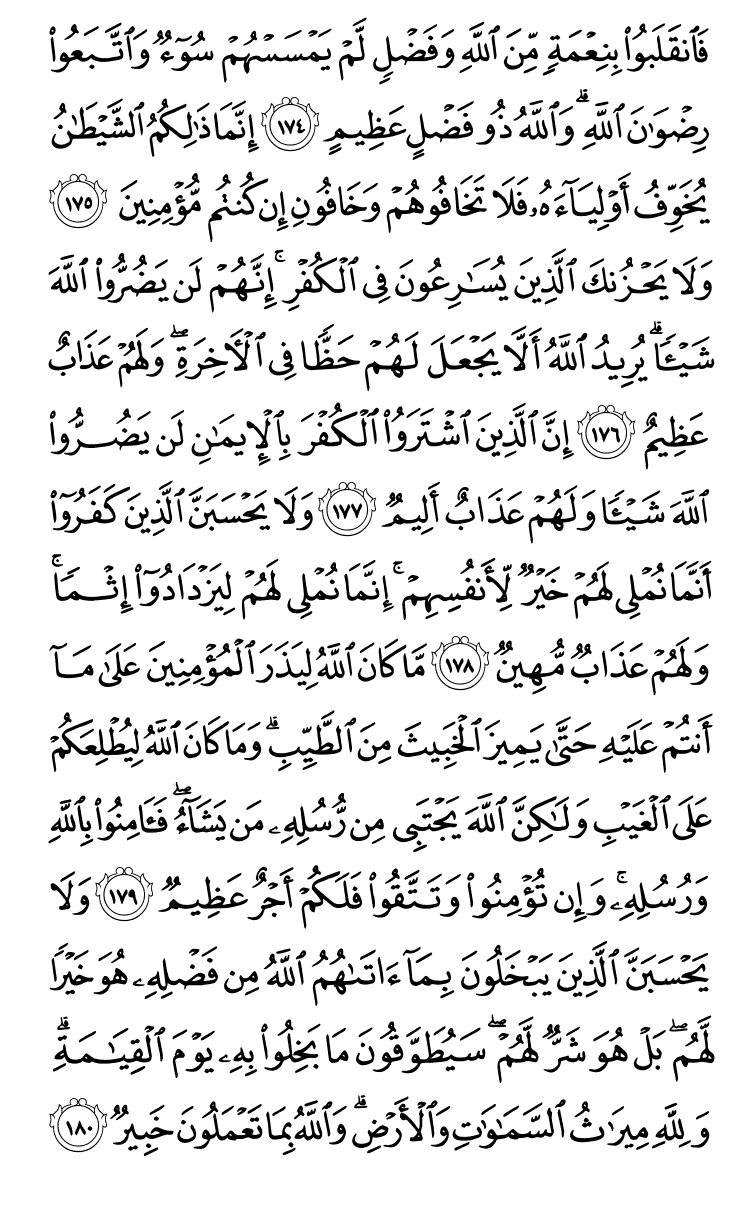 فَٱنقَلَبُوا۟ بِنِعْمَةٍ مِّنَ ٱللَّهِ وَفَضْلٍ لَّمْ يَمْسَسْهُمْ سُوٓءٌ وَٱتَّبَعُوا۟
رِضْوَٰنَ ٱللَّهِ ۗ وَٱللَّهُ ذُو فَضْلٍ عَظِيمٍ ١٧٤ إِنَّمَا ذَٰلِكُمُ ٱلشَّيْطَٰنُ
يُخَوِّفُ أَوْلِيَآءَهُۥ فَلَا تَخَافُوهُمْ وَخَافُونِ إِن كُنتُم مُّؤْمِنِينَ ١٧٥
وَلَا يَحْزُنكَ ٱلَّذِينَ يُسَٰرِعُونَ فِى ٱلْكُفْرِ ۚ إِنَّهُمْ لَن يَضُرُّوا۟ ٱللَّهَ
شَيْـًٔا ۗ يُرِيدُ ٱللَّهُ أَلَّا يَجْعَلَ لَهُمْ حَظًّا فِى ٱلْـَٔاخِرَةِ ۖ وَلَهُمْ عَذَابٌ
عَظِيمٌ ١٧٦ إِنَّ ٱلَّذِينَ ٱشْتَرَوُا۟ ٱلْكُفْرَ بِٱلْإِيمَٰنِ لَن يَضُرُّوا۟
ٱللَّهَ شَيْـًٔا وَلَهُمْ عَذَابٌ أَلِيمٌ ١٧٧ وَلَا يَحْسَبَنَّ ٱلَّذِينَ كَفَرُوٓا۟
أَنَّمَا نُمْلِى لَهُمْ خَيْرٌ لِّأَنفُسِهِمْ ۚ إِنَّمَا نُمْلِى لَهُمْ لِيَزْدَادُوٓا۟ إِثْمًا ۚ
وَلَهُمْ عَذَابٌ مُّهِينٌ ١٧٨ مَّا كَانَ ٱللَّهُ لِيَذَرَ ٱلْمُؤْمِنِينَ عَلَىٰ مَآ
أَنتُمْ عَلَيْهِ حَتَّىٰ يَمِيزَ ٱلْخَبِيثَ مِنَ ٱلطَّيِّبِ ۗ وَمَا كَانَ ٱللَّهُ لِيُطْلِعَكُمْ
عَلَى ٱلْغَيْبِ وَلَٰكِنَّ ٱللَّهَ يَجْتَبِى مِن رُّسُلِهِۦ مَن يَشَآءُ ۖ فَـَٔامِنُوا۟ بِٱللَّهِ
وَرُسُلِهِۦ ۚ وَإِن تُؤْمِنُوا۟ وَتَتَّقُوا۟ فَلَكُمْ أَجْرٌ عَظِيمٌ ١٧٩ وَلَا
يَحْسَبَنَّ ٱلَّذِينَ يَبْخَلُونَ بِمَآ ءَاتَىٰهُمُ ٱللَّهُ مِن فَضْلِهِۦ هُوَ خَيْرًا
لَّهُم ۖ بَلْ هُوَ شَرٌّ لَّهُمْ ۖ سَيُطَوَّقُونَ مَا بَخِلُوا۟ بِهِۦ يَوْمَ ٱلْقِيَٰمَةِ ۗ
وَلِلَّهِ مِيرَٰثُ ٱلسَّمَٰوَٰتِ وَٱلْأَرْضِ ۗ وَٱللَّهُ بِمَا تَعْمَلُونَ خَبِيرٌ ١٨٠